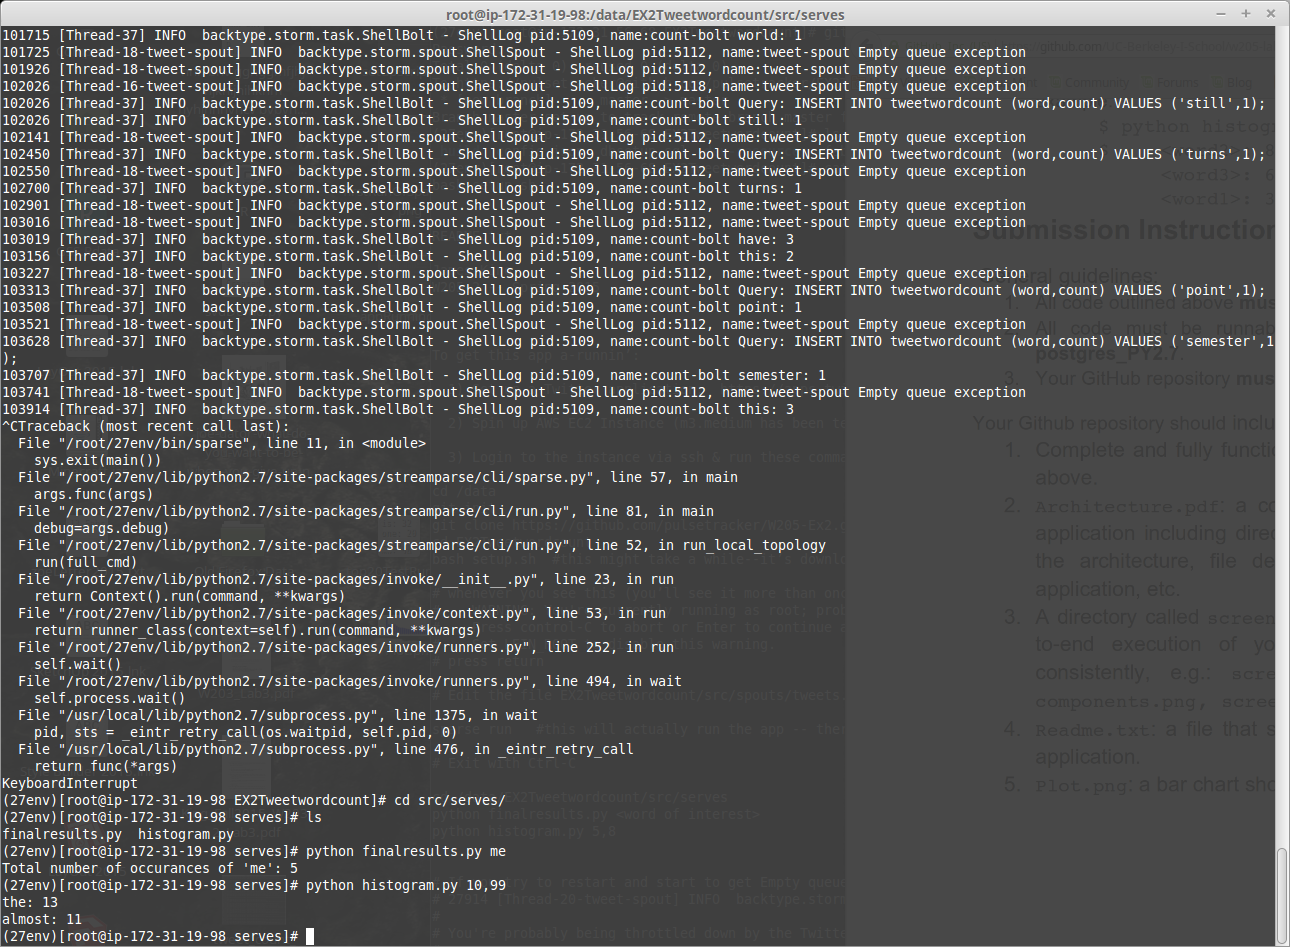 root@ip-172-31-19-98:/data/EX2Tweetwordcount/src/serves
101715 [Thread-37] INFO  backtype.storm.task.ShellBolt - ShellLog pid:5109, name:count-bolt world: 1
101725 [Thread-18-tweet-spout] INFO  backtype.storm.spout.ShellSpout - ShellLog pid:5112, name:tweet-spout Empty queue exception
101926 [Thread-18-tweet-spout] INFO  backtype.storm.spout.ShellSpout - ShellLog pid:5112, name:tweet-spout Empty queue exception
102026 [Thread-16-tweet-spout] INFO  backtype.storm.spout.ShellSpout - ShellLog pid:5118, name:tweet-spout Empty queue exception
102026 [Thread-37] INFO  backtype.storm.task.ShellBolt - ShellLog pid:5109, name:count-bolt Query: INSERT INTO tweetwordcount (word,count) VALUES ('still',1);
102026 [Thread-37] INFO  backtype.storm.task.ShellBolt - ShellLog pid:5109, name:count-bolt still: 1
102141 [Thread-18-tweet-spout] INFO  backtype.storm.spout.ShellSpout - ShellLog pid:5112, name:tweet-spout Empty queue exception
102450 [Thread-37] INFO  backtype.storm.task.ShellBolt - ShellLog pid:5109, name:count-bolt Query: INSERT INTO tweetwordcount (word,count) VALUES ('turns',1);
102550 [Thread-18-tweet-spout] INFO  backtype.storm.spout.ShellSpout - ShellLog pid:5112, name:tweet-spout Empty queue exception
102700 [Thread-37] INFO  backtype.storm.task.ShellBolt - ShellLog pid:5109, name:count-bolt turns: 1
102901 [Thread-18-tweet-spout] INFO  backtype.storm.spout.ShellSpout - ShellLog pid:5112, name:tweet-spout Empty queue exception
103016 [Thread-18-tweet-spout] INFO  backtype.storm.spout.ShellSpout - ShellLog pid:5112, name:tweet-spout Empty queue exception
103019 [Thread-37] INFO  backtype.storm.task.ShellBolt - ShellLog pid:5109, name:count-bolt have: 3
103156 [Thread-37] INFO  backtype.storm.task.ShellBolt - ShellLog pid:5109, name:count-bolt this: 2
103227 [Thread-18-tweet-spout] INFO  backtype.storm.spout.ShellSpout - ShellLog pid:5112, name:tweet-spout Empty queue exception
103313 [Thread-37] INFO  backtype.storm.task.ShellBolt - ShellLog pid:5109, name:count-bolt Query: INSERT INTO tweetwordcount (word,count) VALUES ('point',1);
103508 [Thread-37] INFO  backtype.storm.task.ShellBolt - ShellLog pid:5109, name:count-bolt point: 1
103521 [Thread-18-tweet-spout] INFO  backtype.storm.spout.ShellSpout - ShellLog pid:5112, name:tweet-spout Empty queue exception
103628 [Thread-37] INFO  backtype.storm.task.ShellBolt - ShellLog pid:5109, name:count-bolt Query: INSERT INTO tweetwordcount (word,count) VALUES ('semester',1
);
103707 [Thread-37] INFO  backtype.storm.task.ShellBolt - ShellLog pid:5109, name:count-bolt semester: 1
103741 [Thread-18-tweet-spout] INFO  backtype.storm.spout.ShellSpout - ShellLog pid:5112, name:tweet-spout Empty queue exception
103914 [Thread-37] INFO  backtype.storm.task.ShellBolt - ShellLog pid:5109, name:count-bolt this: 3
^CTraceback (most recent call last):
  File "/root/27env/bin/sparse", line 11, in <module>
    sys.exit(main())
  File "/root/27env/lib/python2.7/site-packages/streamparse/cli/sparse.py", line 57, in main
    args.func(args)
  File "/root/27env/lib/python2.7/site-packages/streamparse/cli/run.py", line 81, in main
    debug=args.debug)
  File "/root/27env/lib/python2.7/site-packages/streamparse/cli/run.py", line 52, in run_local_topology
    run(full_cmd)
  File "/root/27env/lib/python2.7/site-packages/invoke/__init__.py", line 23, in run
    return Context().run(command, **kwargs)
  File "/root/27env/lib/python2.7/site-packages/invoke/context.py", line 53, in run
    return runner_class(context=self).run(command, **kwargs)
  File "/root/27env/lib/python2.7/site-packages/invoke/runners.py", line 252, in run
    self.wait()
  File "/root/27env/lib/python2.7/site-packages/invoke/runners.py", line 494, in wait
    self.process.wait()
  File "/usr/local/lib/python2.7/subprocess.py", line 1375, in wait
    pid, sts = _eintr_retry_call(os.waitpid, self.pid, 0)
  File "/usr/local/lib/python2.7/subprocess.py", line 476, in _eintr_retry_call
    return func(*args)
KeyboardInterrupt
(27env)[root@ip-172-31-19-98 EX2Tweetwordcount]# cd src/serves/
(27env)[root@ip-172-31-19-98 serves]# ls
finalresults.py  histogram.py
(27env)[root@ip-172-31-19-98 serves]# python finalresults.py me
Total number of occurances of 'me': 5
(27env)[root@ip-172-31-19-98 serves]# python histogram.py 10,99
the: 13
almost: 11
(27env)[root@ip-172-31-19-98 serves]#